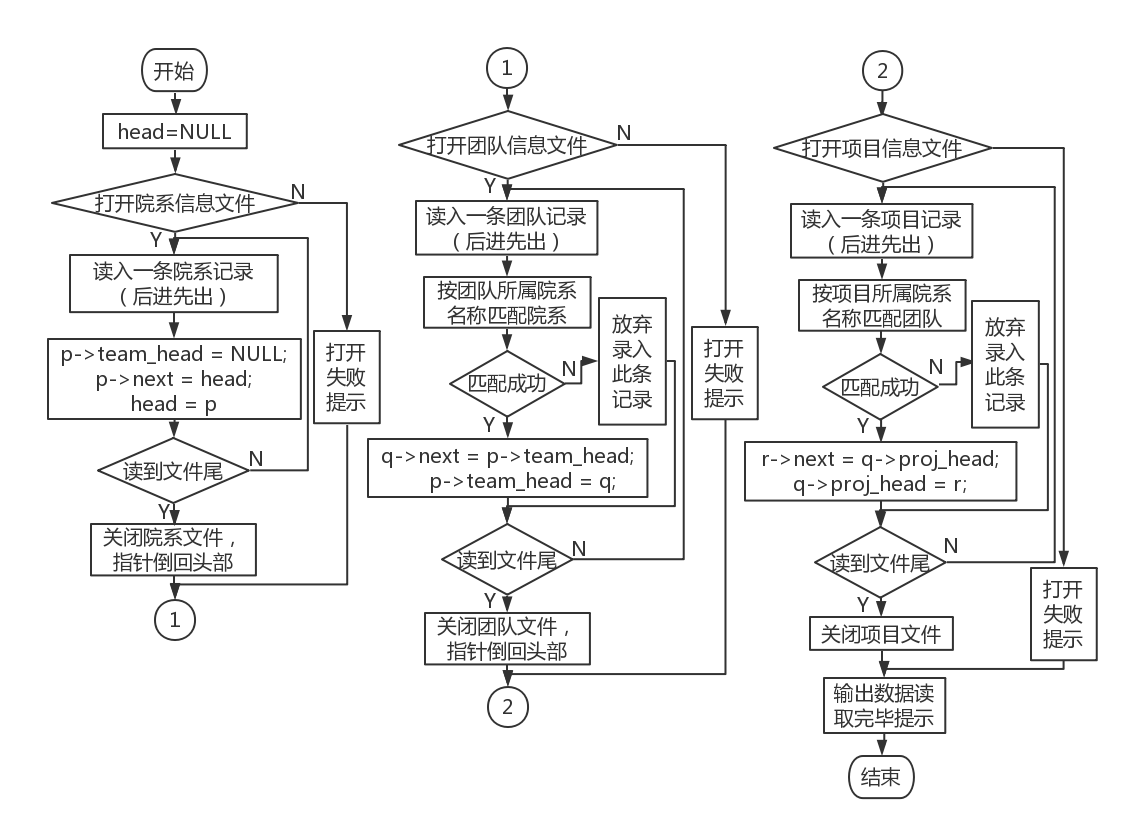 开始
head=NULL
打开院系信息文件
N
Y
读入一条院系记录
（后进先出）
p->team_head = NULL;
p->next = head;
head = p
打开
失败
提示
读到文件尾
N
Y
关闭院系文件，
指针倒回头部
1
1
打开团队信息文件
N
Y
读入一条团队记录
（后进先出）
按团队所属院系
名称匹配院系
匹配成功
N
放弃
录入
此条
记录
打开
失败
提示
Y
q->next = p->team_head;
p->team_head = q;
读到文件尾
N
Y
关闭团队文件，
指针倒回头部
2
2
打开项目信息文件
读入一条项目记录
（后进先出）
按项目所属院系
名称匹配团队
匹配成功
N
放弃
录入
此条
记录
Y
r->next = q->proj_head;
q->proj_head = r;
读到文件尾
N
Y
关闭项目文件
打开
失败
提示
输出数据读
取完毕提示
结束